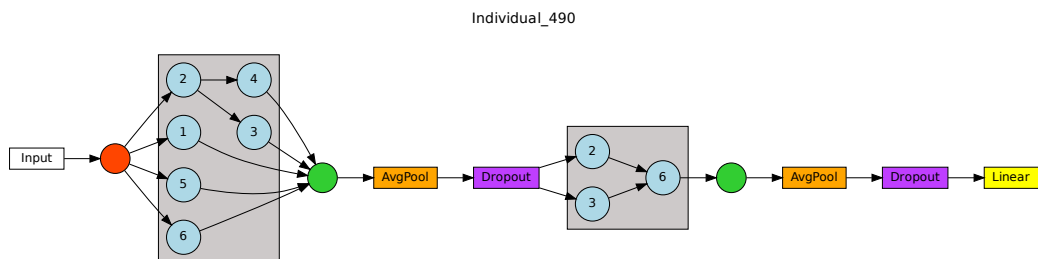 Individual_490
Input
2
4
1
3
5
6
AvgPool
Dropout
2
3
6
AvgPool
Dropout
Linear